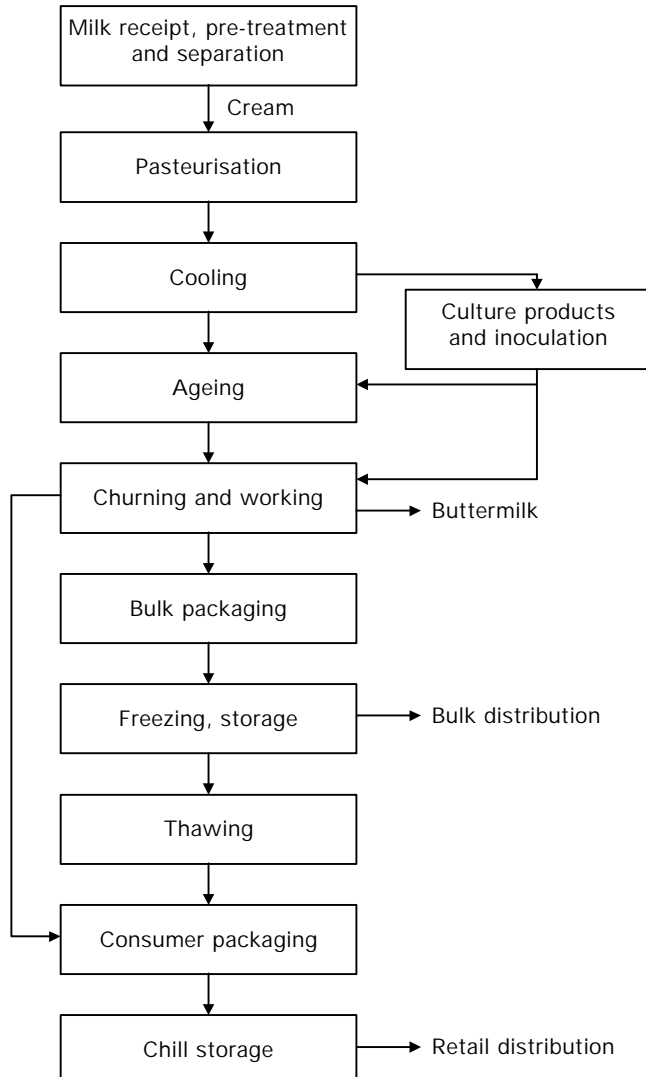 Milk receipt, pre-treatment
and separation
Cream
Pasteurisation
Cooling
Culture products
and inoculation
Ageing
Churning and working
Buttermilk
Bulk packaging
Freezing, storage
Bulk distribution
Thawing
Consumer packaging
Chill storage
Retail distribution